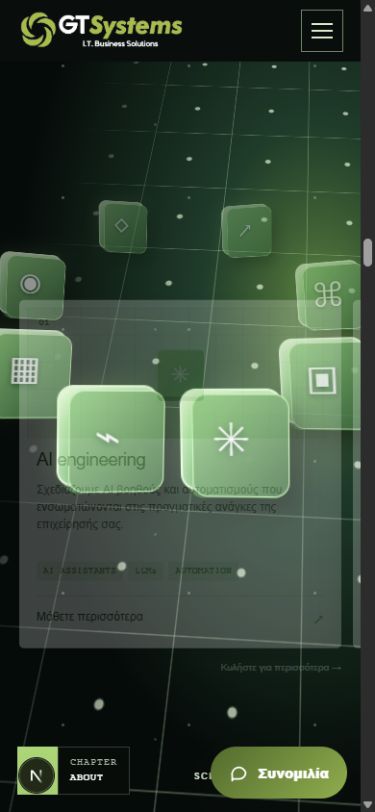 GTSystems
I.T. Business Solutions
01
AI engineering
Σχεδιάζουμε AI βοηθούς και αυτοματισμούς που
ενσωματώνονται στις πραγματικές ανάγκες της
επιχείρησής σας.
AI ASSISTANTS LLMs AUTOMATION
Μάθετε περισσότερα ↗
Κυλήστε για περισσότερα →
N
CHAPTER
ABOUT
Συνομιλία